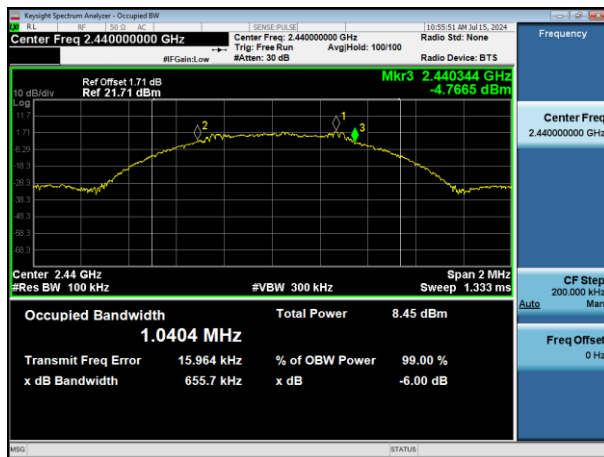 Keysight Spectrum Analyzer - Occupied BW
RL RF 50 Ω AC SENSE:PULSE 10:55:51 AM Jul 15, 2024
Center Freq 2.440000000 GHz Center Freq: 2.440000000 GHz Radio Std: None
Trig: Free Run Avg|Hold: 100/100
#IFGain:Low #Atten: 30 dB Radio Device: BTS
Mkr3 2.440344 GHz
-4.7665 dBm
Ref Offset 1.71 dB
10 dB/div Ref 21.71 dBm
Log
11.7
1.71
-8.29
-18.3
-29.3
-38.3
-48.3
-58.3
-68.3
2
1
3
Center 2.44 GHz Span 2 MHz
#Res BW 100 kHz #VBW 300 kHz Sweep 1.333 ms
Occupied Bandwidth Total Power 8.45 dBm
1.0404 MHz
Transmit Freq Error 15.964 kHz % of OBW Power 99.00 %
x dB Bandwidth 655.7 kHz x dB -6.00 dB
MSG STATUS
Frequency
Center Freq
2.440000000 GHz
CF Step
200.000 kHz
Auto Man
Freq Offset
0 Hz